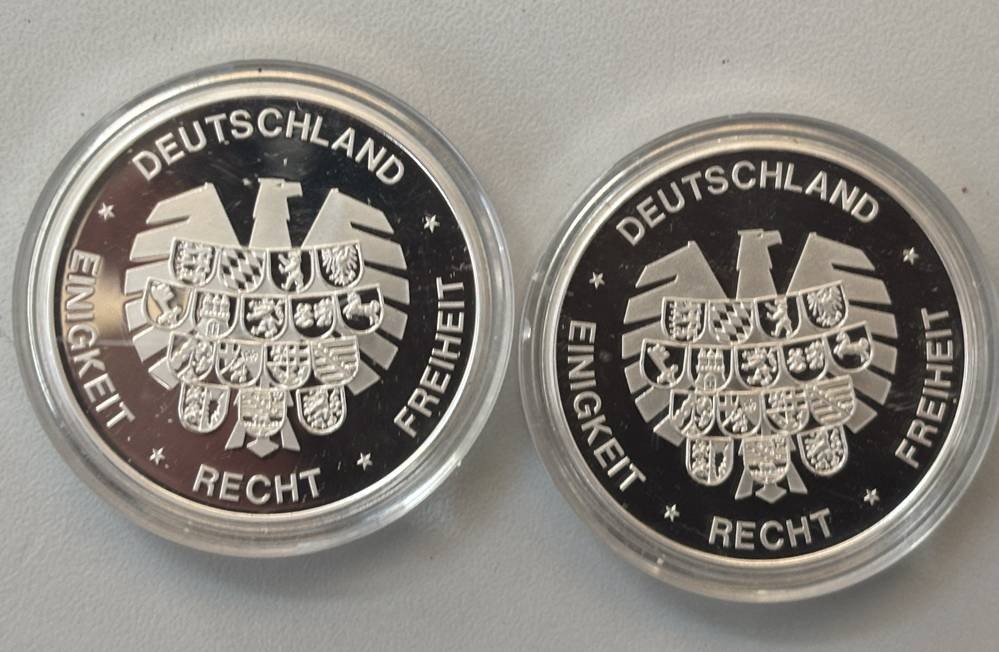 DEUTSCHLAND
EINIGKEIT
RECHT
FREIHEIT
DEUTSCHLAND
EINIGKEIT
RECHT
FREIHEIT